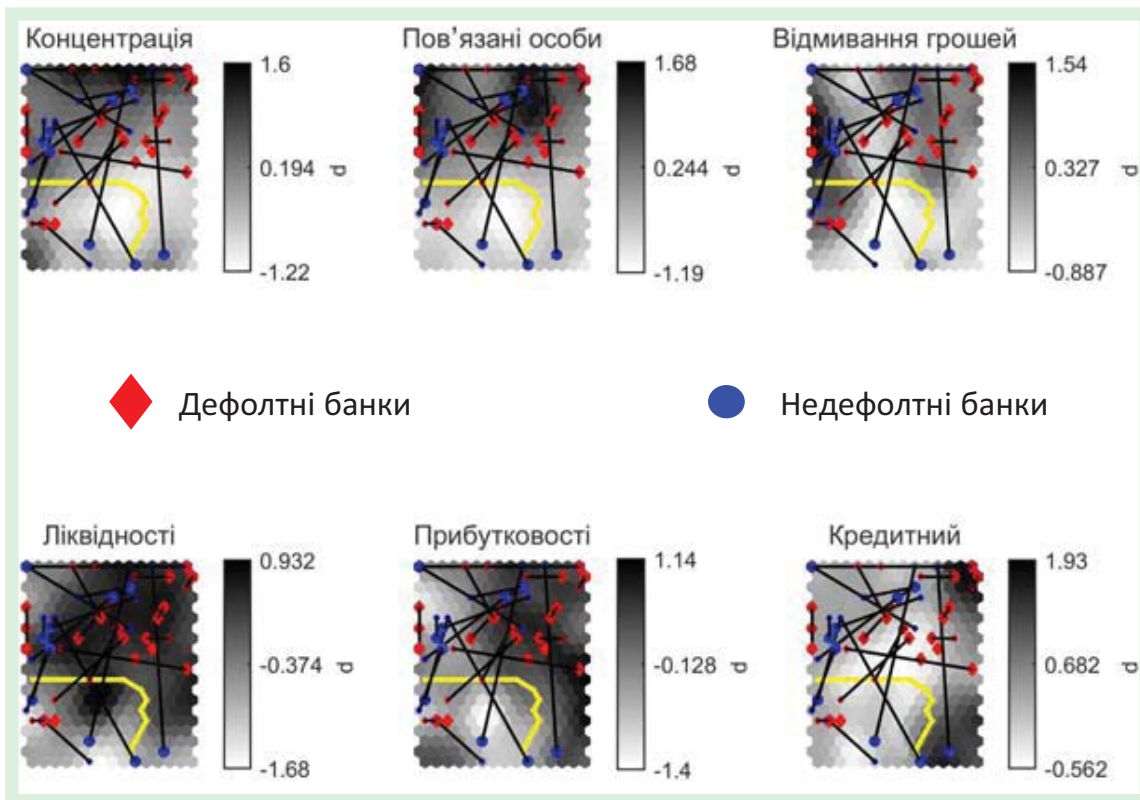 Концентрація
1.6
0.194
d
-1.22
Пов’язані особи
1.68
0.244
d
-1.19
Відмивання грошей
1.54
0.327
d
-0.887
Дефолтні банки
Недефолтні банки
Ліквідності
0.932
-0.374
d
-1.68
Прибутковості
1.14
-0.128
d
-1.4
Кредитний
1.93
0.682
d
-0.562